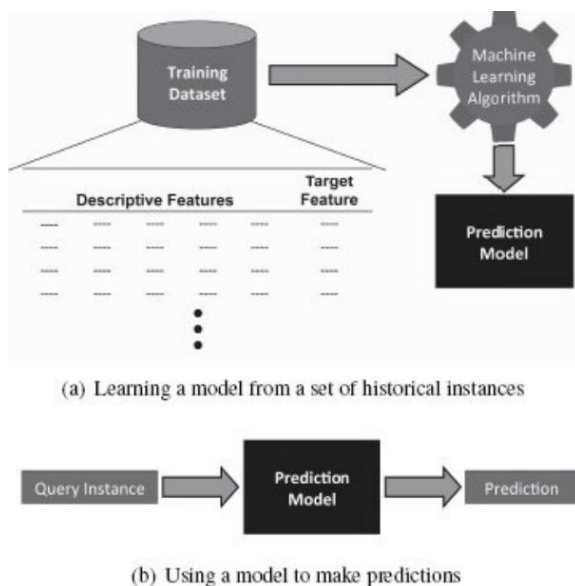 Training
Dataset
Machine
Learning
Algorithm
Descriptive Features
Target
Feature
---- ---- ---- ---- ---- ----
---- ---- ---- ---- ---- ----
---- ---- ---- ---- ---- ----
---- ---- ---- ---- ---- ----
Prediction
Model
(a) Learning a model from a set of historical instances
Query Instance
Prediction
Model
Prediction
(b) Using a model to make predictions